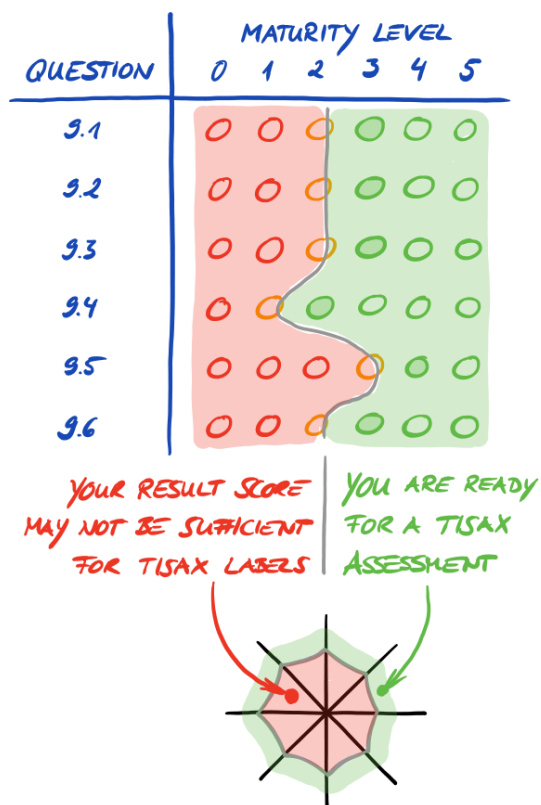 MATURITY LEVEL
QUESTION 0 1 2 3 4 5
9.1
9.2
9.3
9.4
9.5
9.6
YOUR RESULT SCORE
MAY NOT BE SUFFICIENT
FOR TISAX LABELS
YOU ARE READY
FOR A TISAX
ASSESSMENT